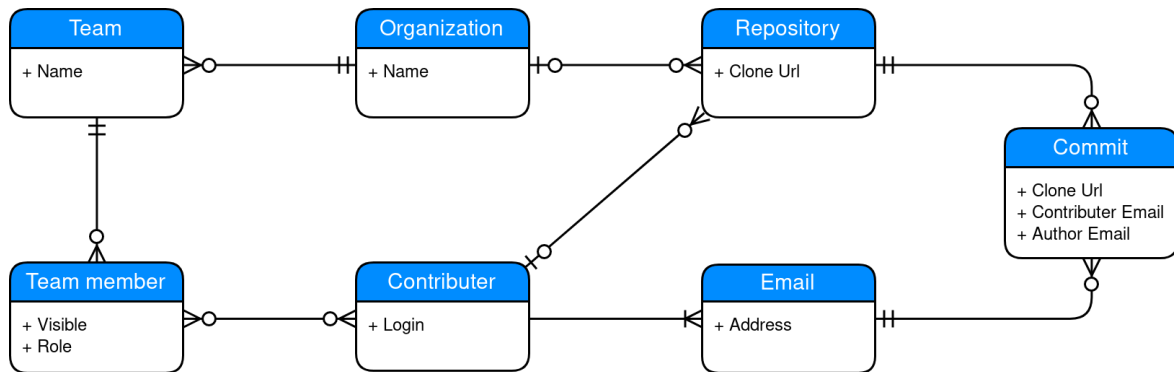 Team
+ Name
Organization
+ Name
Repository
+ Clone Url
Commit
+ Clone Url
+ Contributer Email
+ Author Email
Team member
+ Visible
+ Role
Contributer
+ Login
Email
+ Address